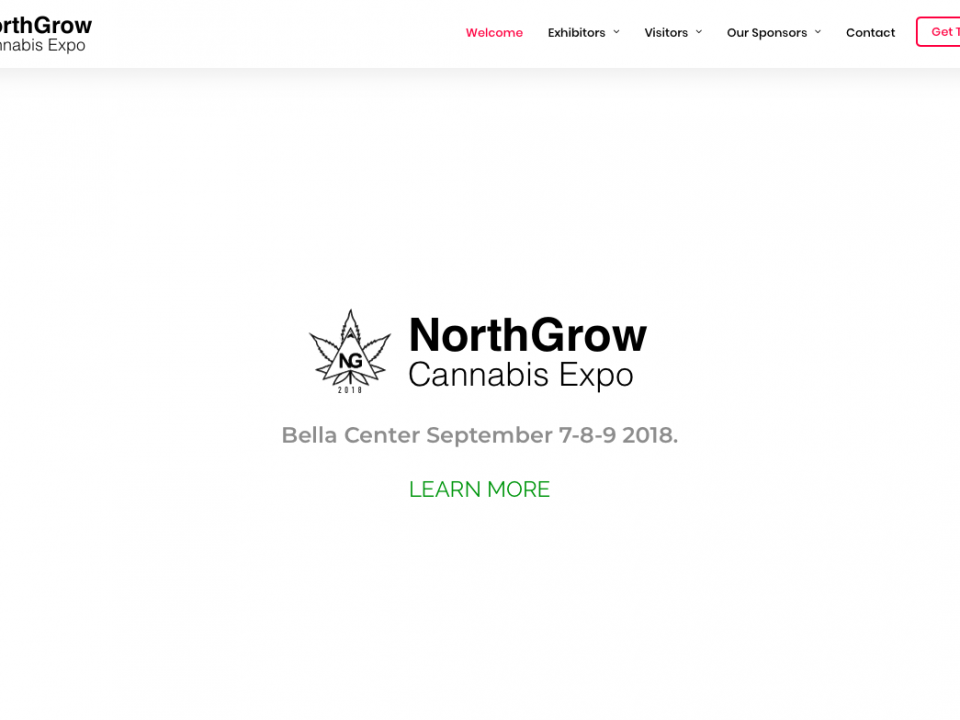 orthGrow
nnabis Expo
Welcome Exhibitors Visitors Our Sponsors Contact Get T
NG
2018
NorthGrow
Cannabis Expo
Bella Center September 7-8-9 2018.
LEARN MORE